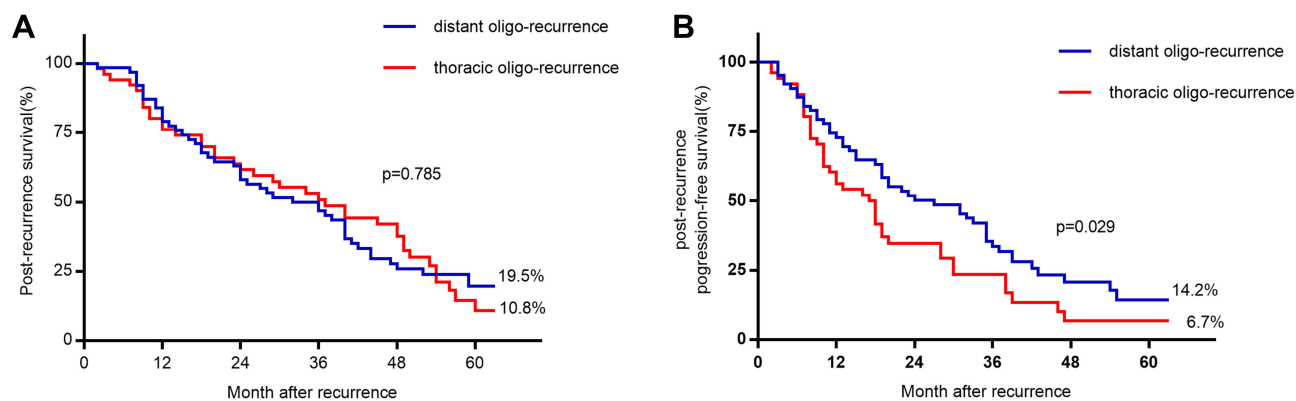 A
distant oligo-recurrence
thoracic oligo-recurrence
Post-recurrence survival(%)
100
75
50
25
0
p=0.785
19.5%
10.8%
0 12 24 36 48 60
Month after recurrence
B
distant oligo-recurrence
thoracic oligo-recurrence
post-recurrence
pogression-free survival(%)
100
75
50
25
0
p=0.029
14.2%
6.7%
0 12 24 36 48 60
Month after recurrence